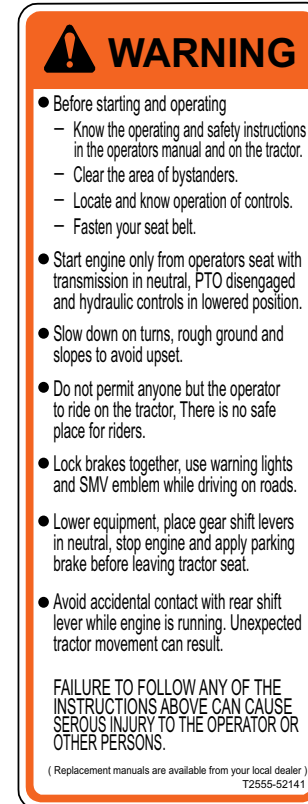 WARNING
● Before starting and operating
– Know the operating and safety instructions
in the operators manual and on the tractor.
– Clear the area of bystanders.
– Locate and know operation of controls.
– Fasten your seat belt.
● Start engine only from operators seat with
transmission in neutral, PTO disengaged
and hydraulic controls in lowered position.
● Slow down on turns, rough ground and
slopes to avoid upset.
● Do not permit anyone but the operator
to ride on the tractor, There is no safe
place for riders.
● Lock brakes together, use warning lights
and SMV emblem while driving on roads.
● Lower equipment, place gear shift levers
in neutral, stop engine and apply parking
brake before leaving tractor seat.
● Avoid accidental contact with rear shift
lever while engine is running. Unexpected
tractor movement can result.
FAILURE TO FOLLOW ANY OF THE
INSTRUCTIONS ABOVE CAN CAUSE
SEROUS INJURY TO THE OPERATOR OR
OTHER PERSONS.
( Replacement manuals are available from your local dealer )
T2555-52141